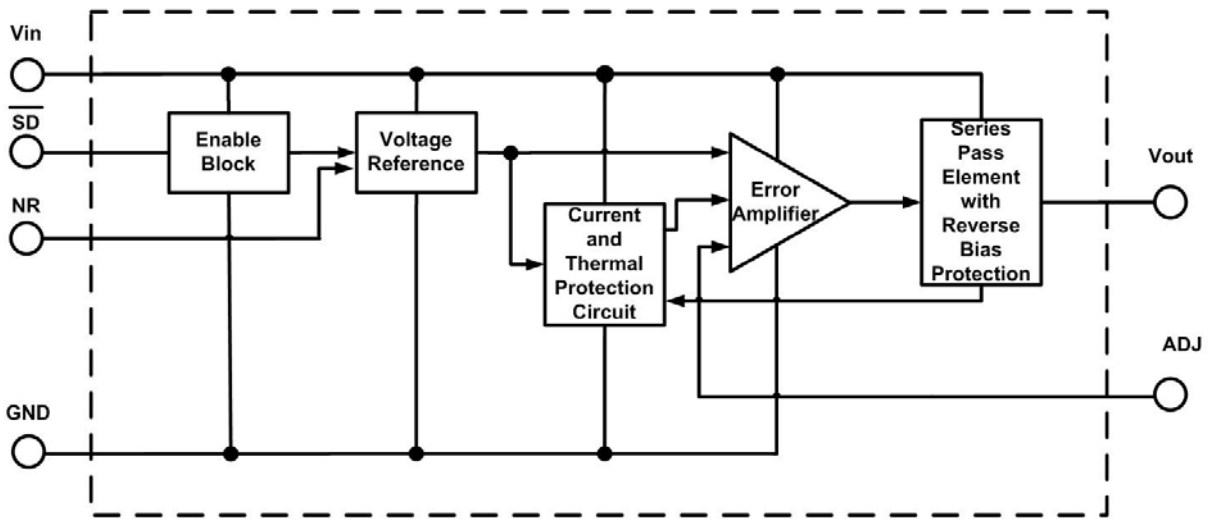 Vin
SD
NR
GND
Enable
Block
Voltage
Reference
Current
and
Thermal
Protection
Circuit
Error
Amplifier
Series
Pass
Element
with
Reverse
Bias
Protection
Vout
ADJ